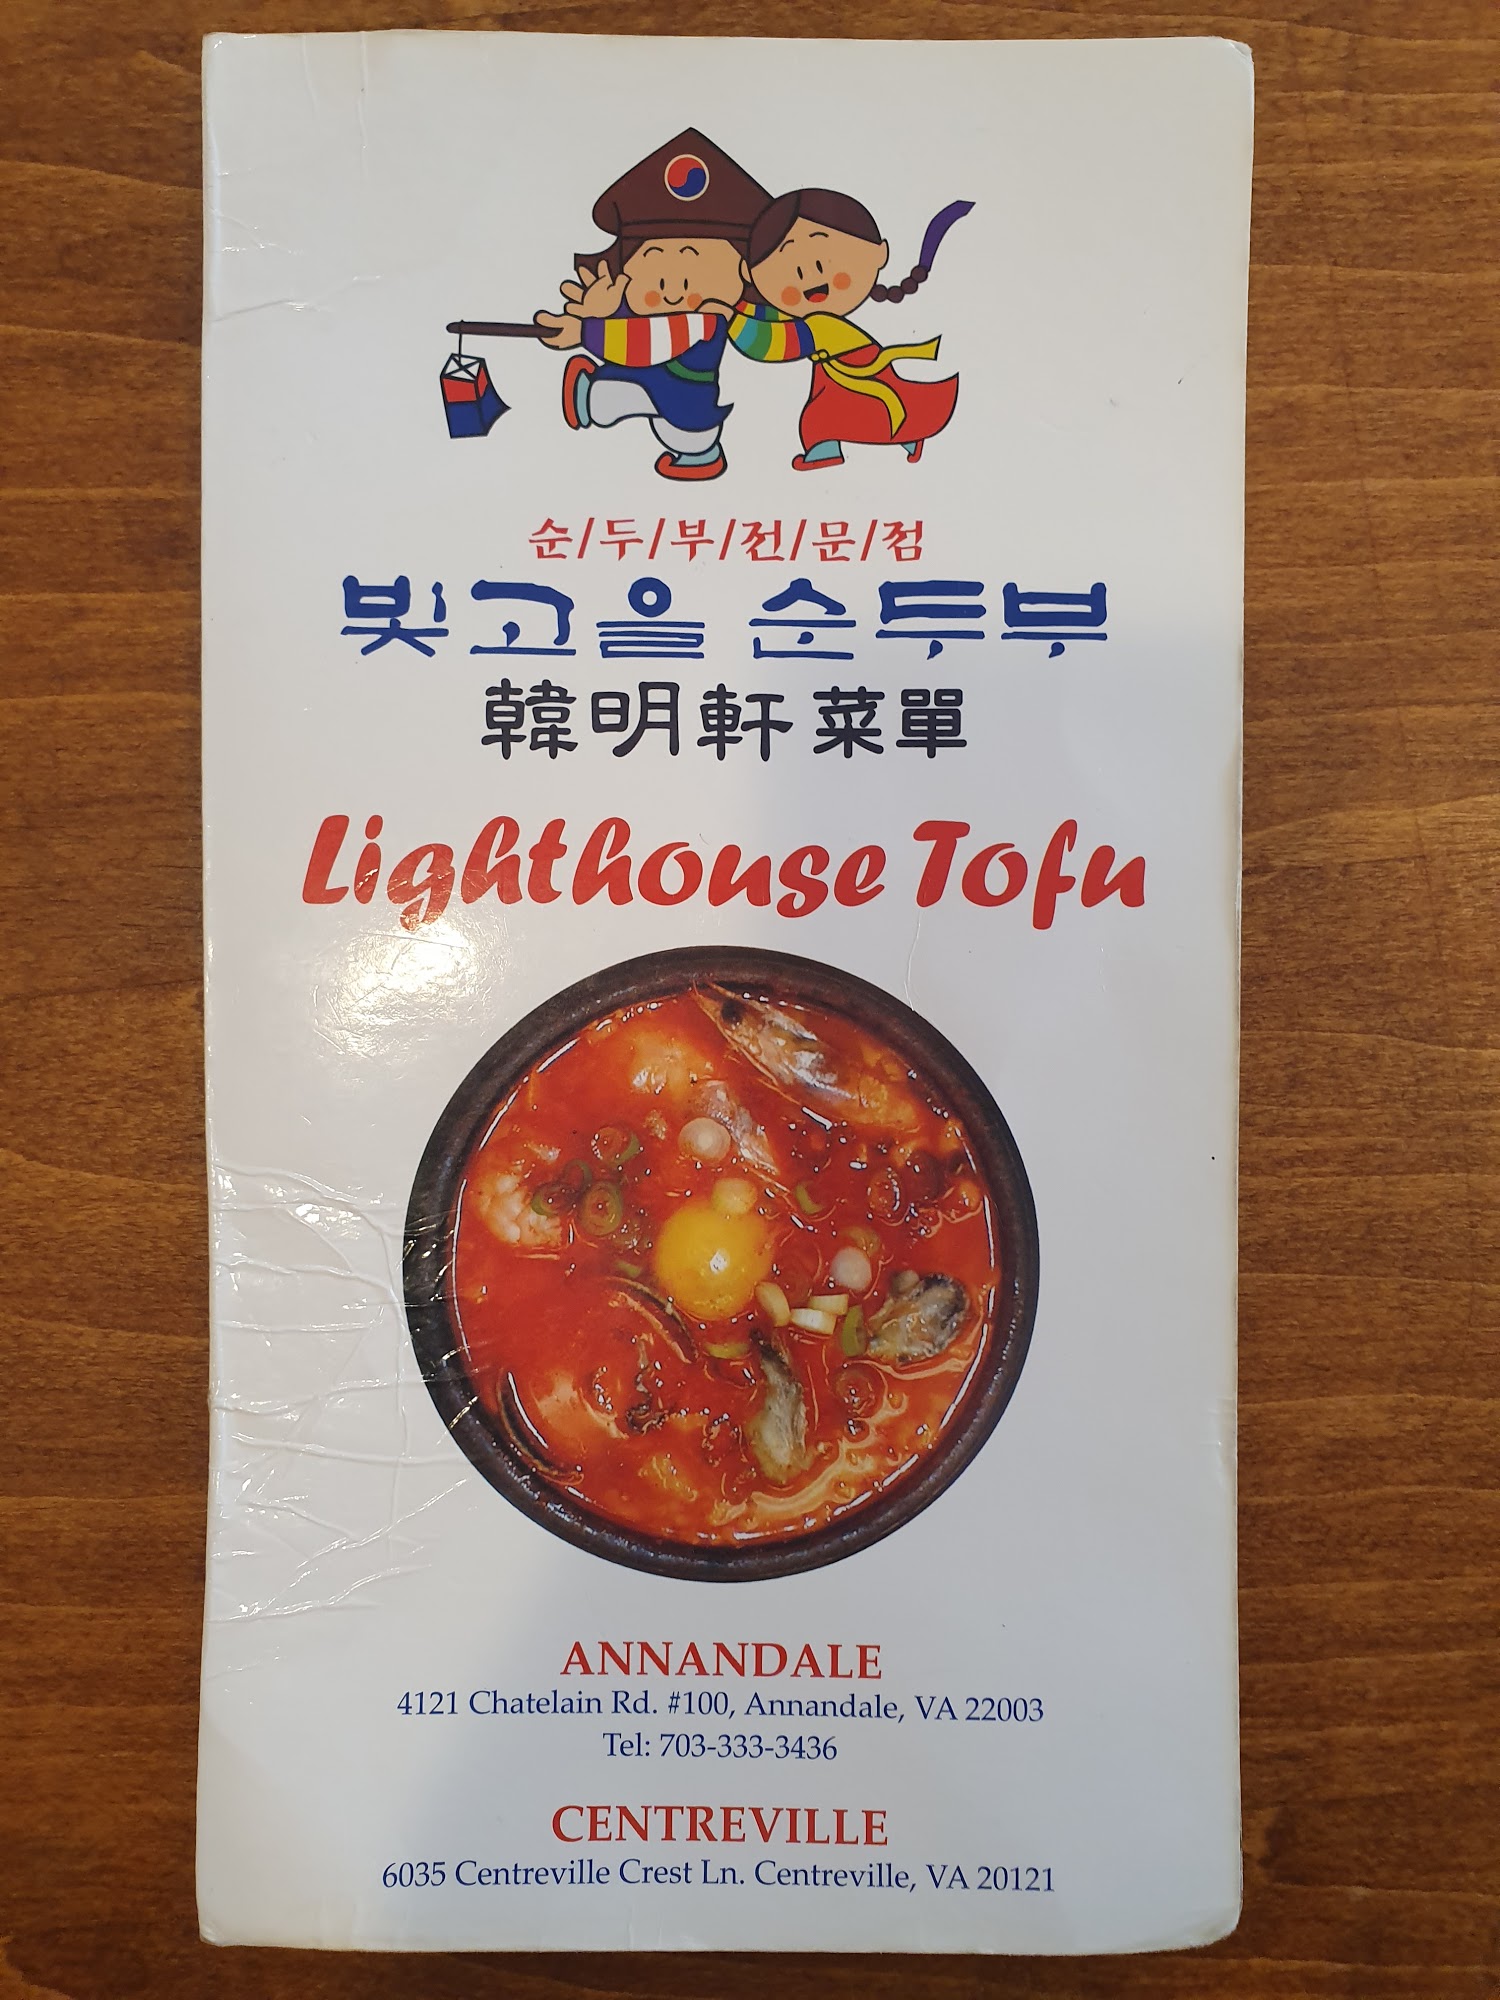 순/두/부/전/문/점
빛고을 순두부
韓明軒 菜單
Lighthouse Tofu
ANNANDALE
4121 Chatelain Rd. #100, Annandale, VA 22003
Tel: 703-333-3436
CENTREVILLE
6035 Centreville Crest Ln. Centreville, VA 20121